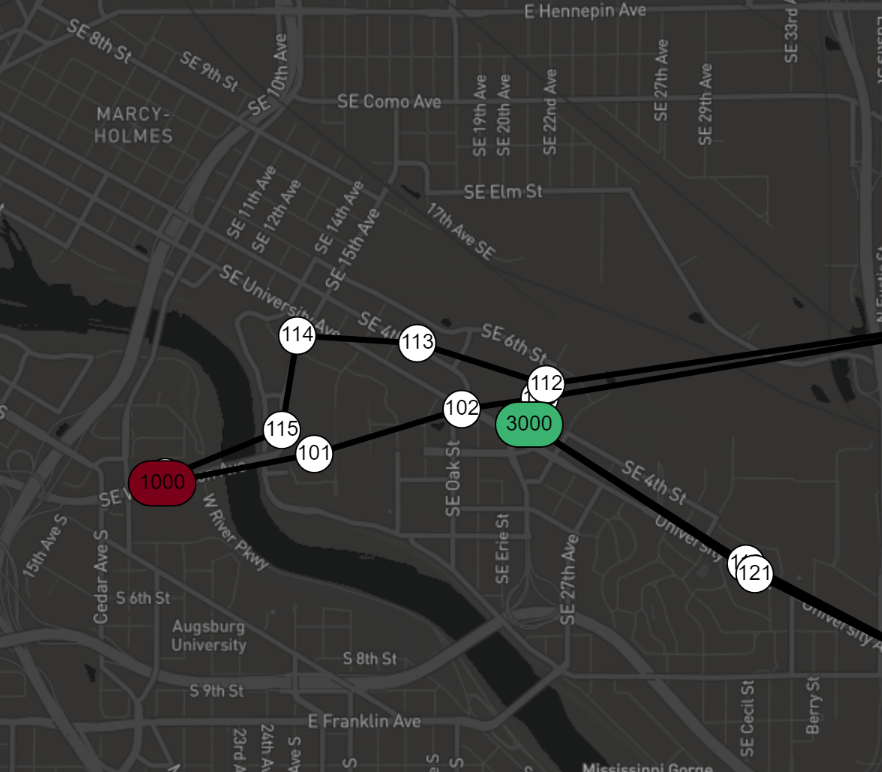 E Hennepin Ave
SE 8th St
SE 9th St
SE 10th Ave
SE 33rd
MARCY-
HOLMES
SE Como Ave
SE 19th Ave
SE 20th Ave
SE 22nd Ave
SE 27th Ave
SE 29th Ave
SE 11th Ave
SE 12th Ave
SE 14th Ave
SE 15th Ave
SE Elm St
17th Ave SE
SE University Ave
SE 4th
SE 6th St
114
113
112
102
3000
115
101
1000
SE
SE Oak St
SE 4th St
University
121
University A
15th Ave S
Cedar Ave S
W River Pkwy
SE Erie St
SE 27th Ave
S 6th St
Augsburg
University
S 8th St
S 9th St
E Franklin Ave
SE Cecil St
Berry St
23rd A
24th Ave
Ave S
S
e S
S
Mississippi Gorge